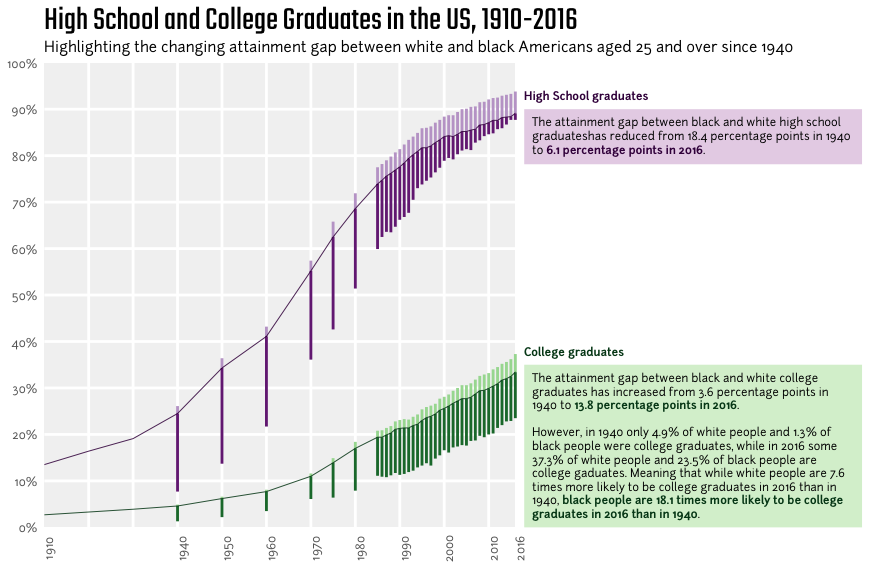 High School and College Graduates in the US, 1910-2016
Highlighting the changing attainment gap between white and black Americans aged 25 and over since 1940
100%
90%
80%
70%
60%
50%
40%
30%
20%
10%
0%
1910
1940
1950
1960
1970
1980
1990
2000
2010
2016
High School graduates
The attainment gap between black and white high school
graduateshas reduced from 18.4 percentage points in 1940
to 6.1 percentage points in 2016.
College graduates
The attainment gap between black and white college
graduates has increased from 3.6 percentage points in
1940 to 13.8 percentage points in 2016.
However, in 1940 only 4.9% of white people and 1.3% of
black people were college graduates, while in 2016 some
37.3% of white people and 23.5% of black people are
college gaduates. Meaning that while white people are 7.6
times more likely to be college graduates in 2016 than in
1940, black people are 18.1 times more likely to be college
graduates in 2016 than in 1940.